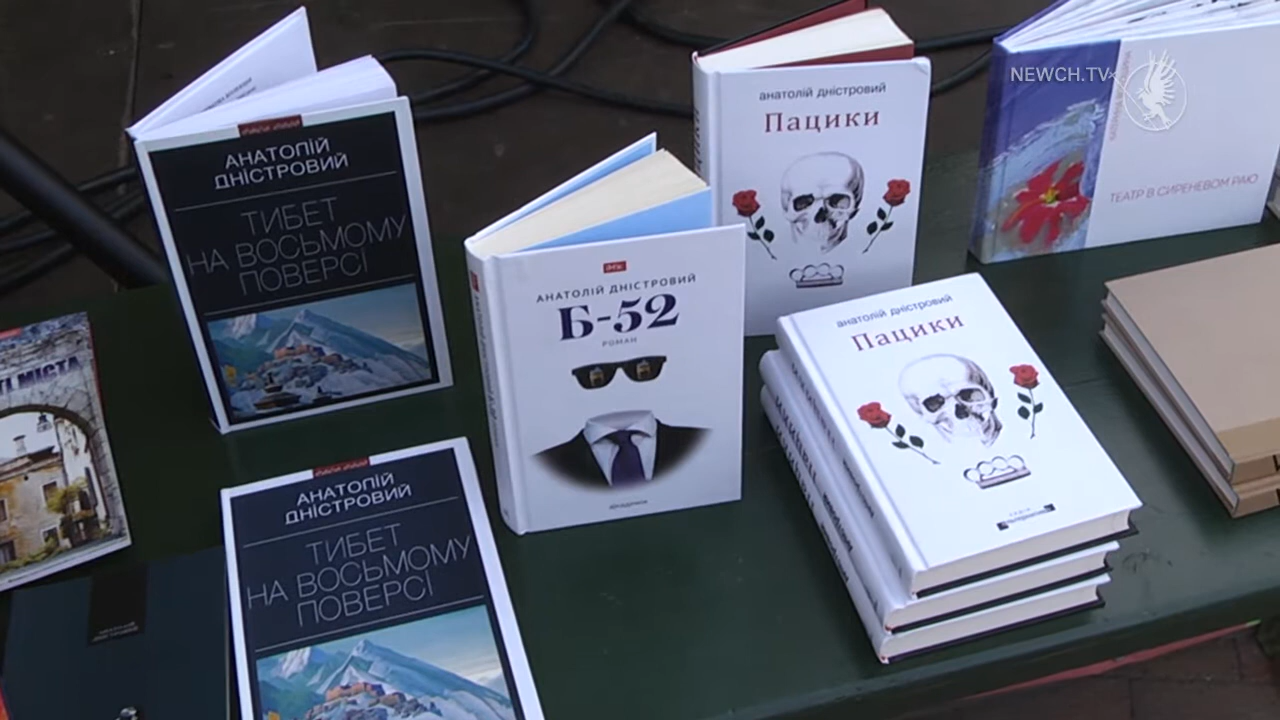 NEWCH.TV
АНАТОЛІЙ
ДНІСТРОВИЙ
ТИБЕТ
НА ВОСЬМОМУ
ПОВЕРСІ
АНАТОЛІЙ ДНІСТРОВИЙ
Б-52
РОМАН
анатолій дністровий
Пацики
ТЕАТР В СИРЕНЕВОМ РАЮ
анатолій дністровий
Пацики
МІСТА
АНАТОЛІЙ
ДНІСТРОВИЙ
ТИБЕТ
НА ВОСЬМОМУ
ПОВЕРСІ